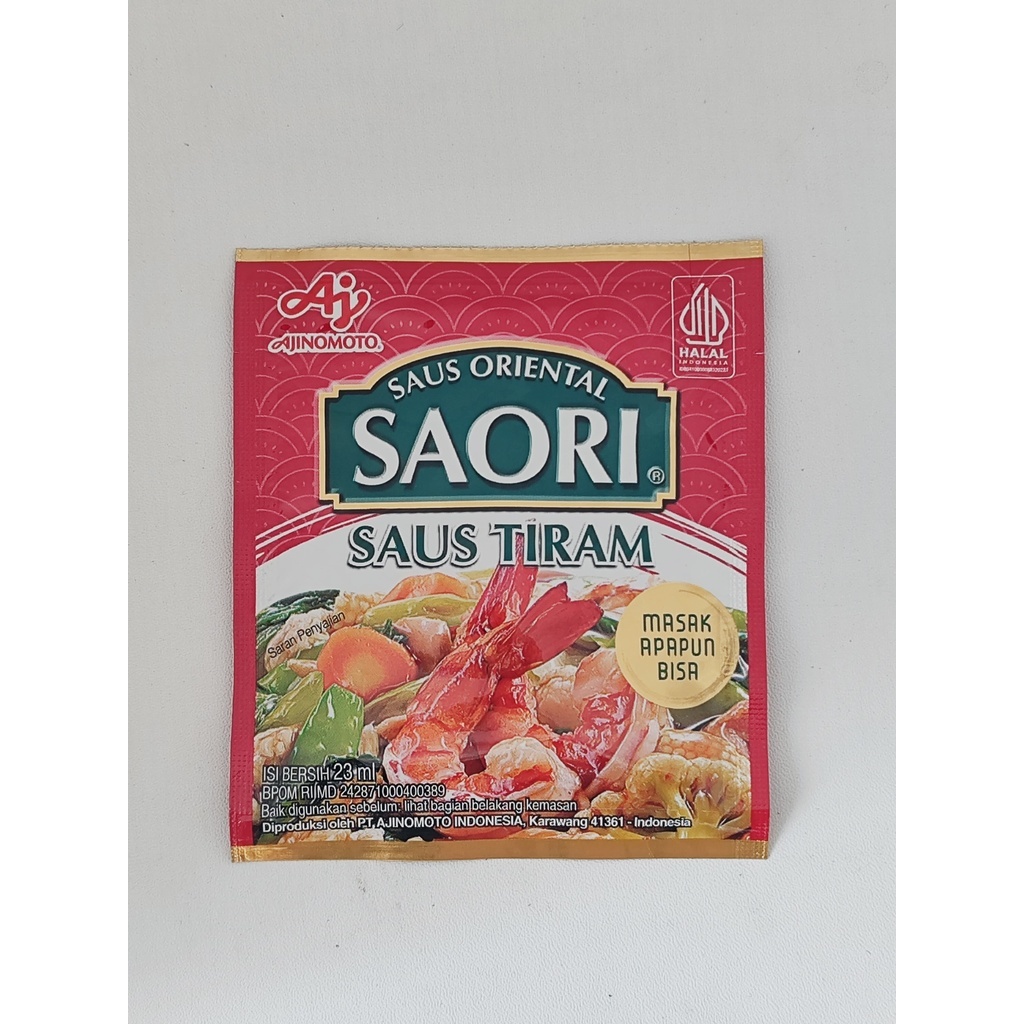 Aj
AJINOMOTO®
HALAL
INDONESIA
SAUS ORIENTAL
SAORI®
SAUS TIRAM
MASAK
APAPUN
BISA
Saran Penyajian
ISI BERSIH 23 ml
BPOM RI MD 242871000400389
Baik digunakan sebelum: lihat bagian belakang kemasan
Diproduksi oleh PT. AJINOMOTO INDONESIA, Karawang 41361 - Indonesia